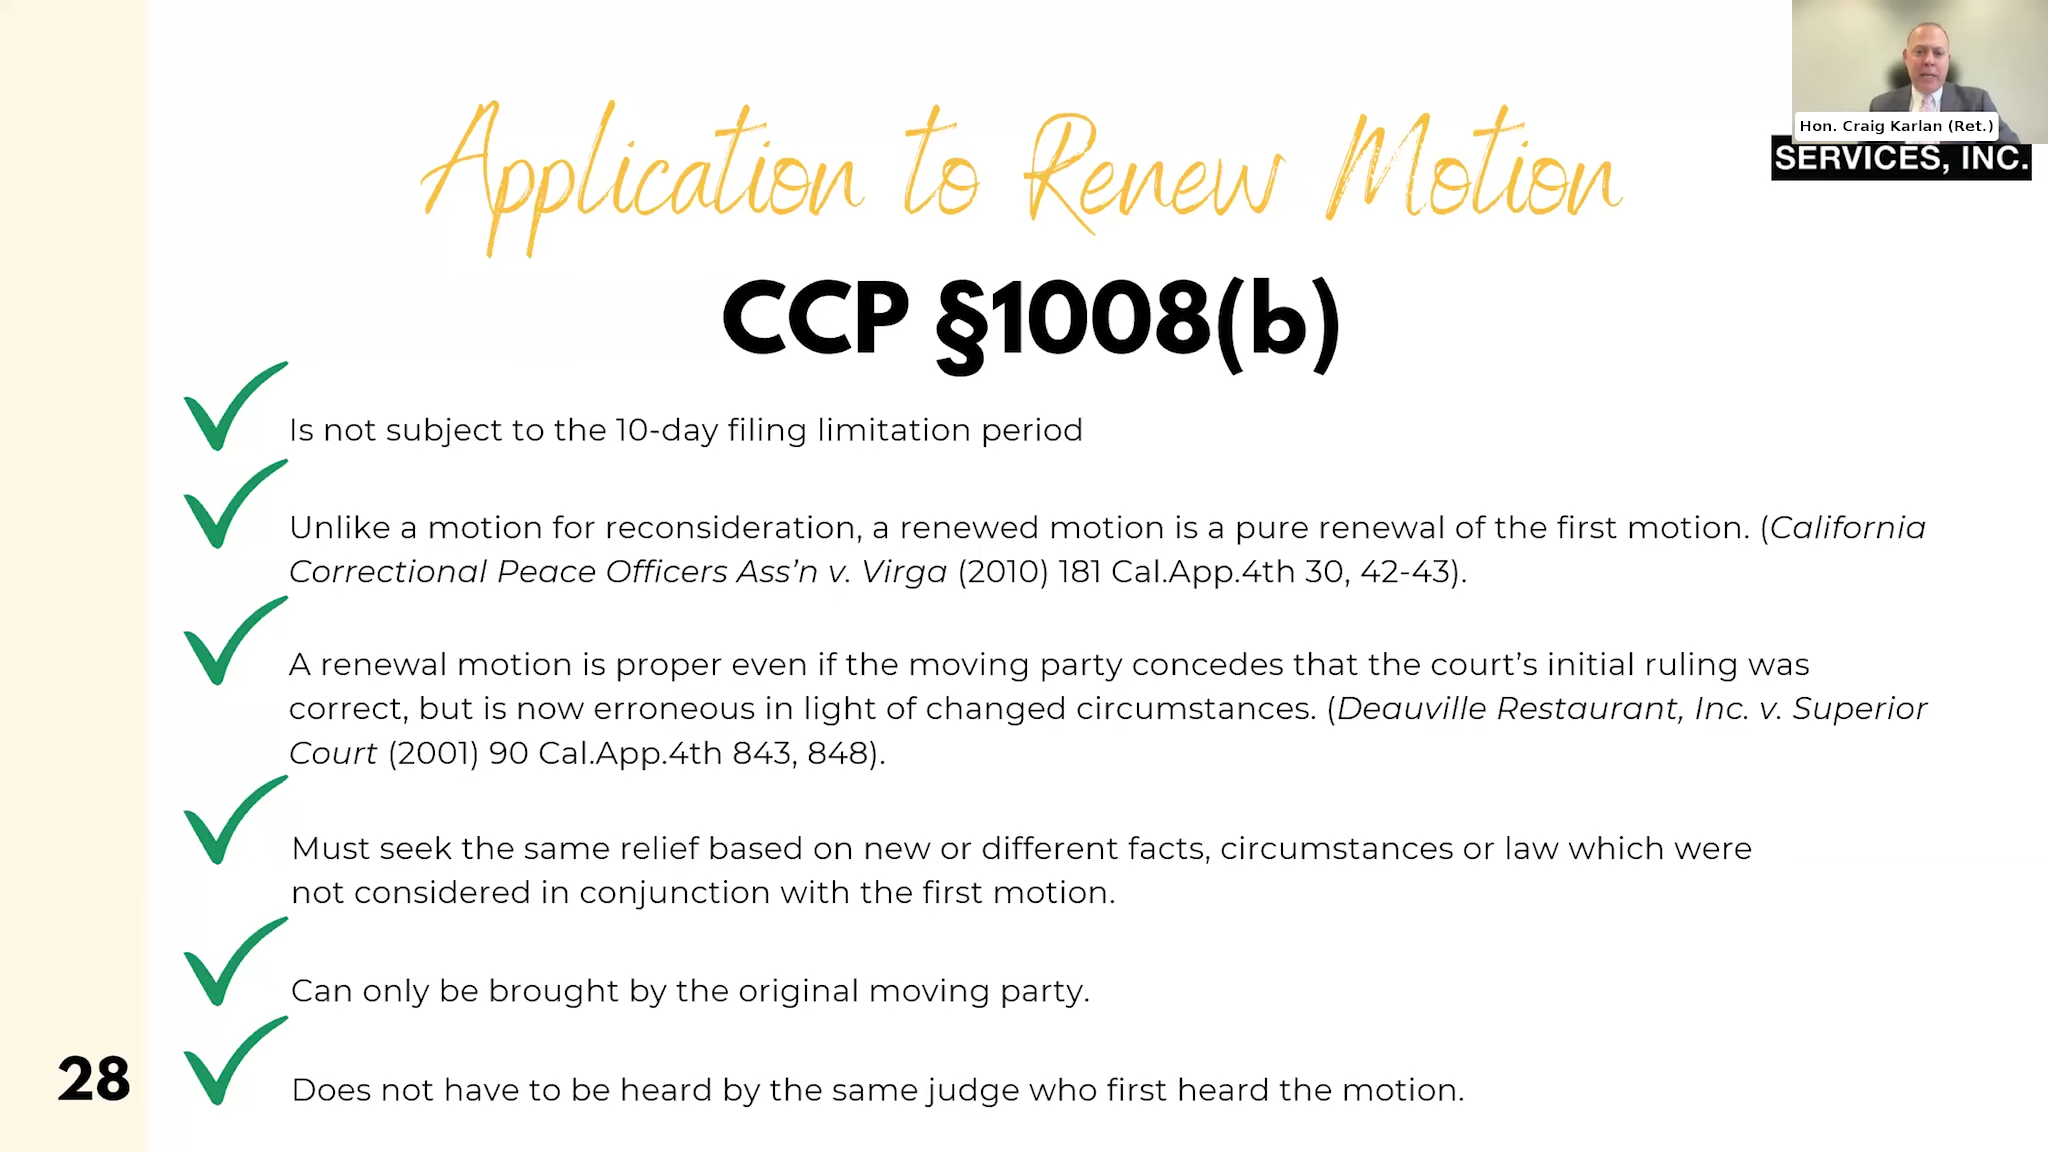 Hon. Craig Karlan (Ret.)
SERVICES, INC.
Application to Renew Motion
CCP §1008(b)
Is not subject to the 10-day filing limitation period
Unlike a motion for reconsideration, a renewed motion is a pure renewal of the first motion. (California
Correctional Peace Officers Ass’n v. Virga (2010) 181 Cal.App.4th 30, 42-43).
A renewal motion is proper even if the moving party concedes that the court’s initial ruling was
correct, but is now erroneous in light of changed circumstances. (Deauville Restaurant, Inc. v. Superior
Court (2001) 90 Cal.App.4th 843, 848).
Must seek the same relief based on new or different facts, circumstances or law which were
not considered in conjunction with the first motion.
Can only be brought by the original moving party.
Does not have to be heard by the same judge who first heard the motion.
28